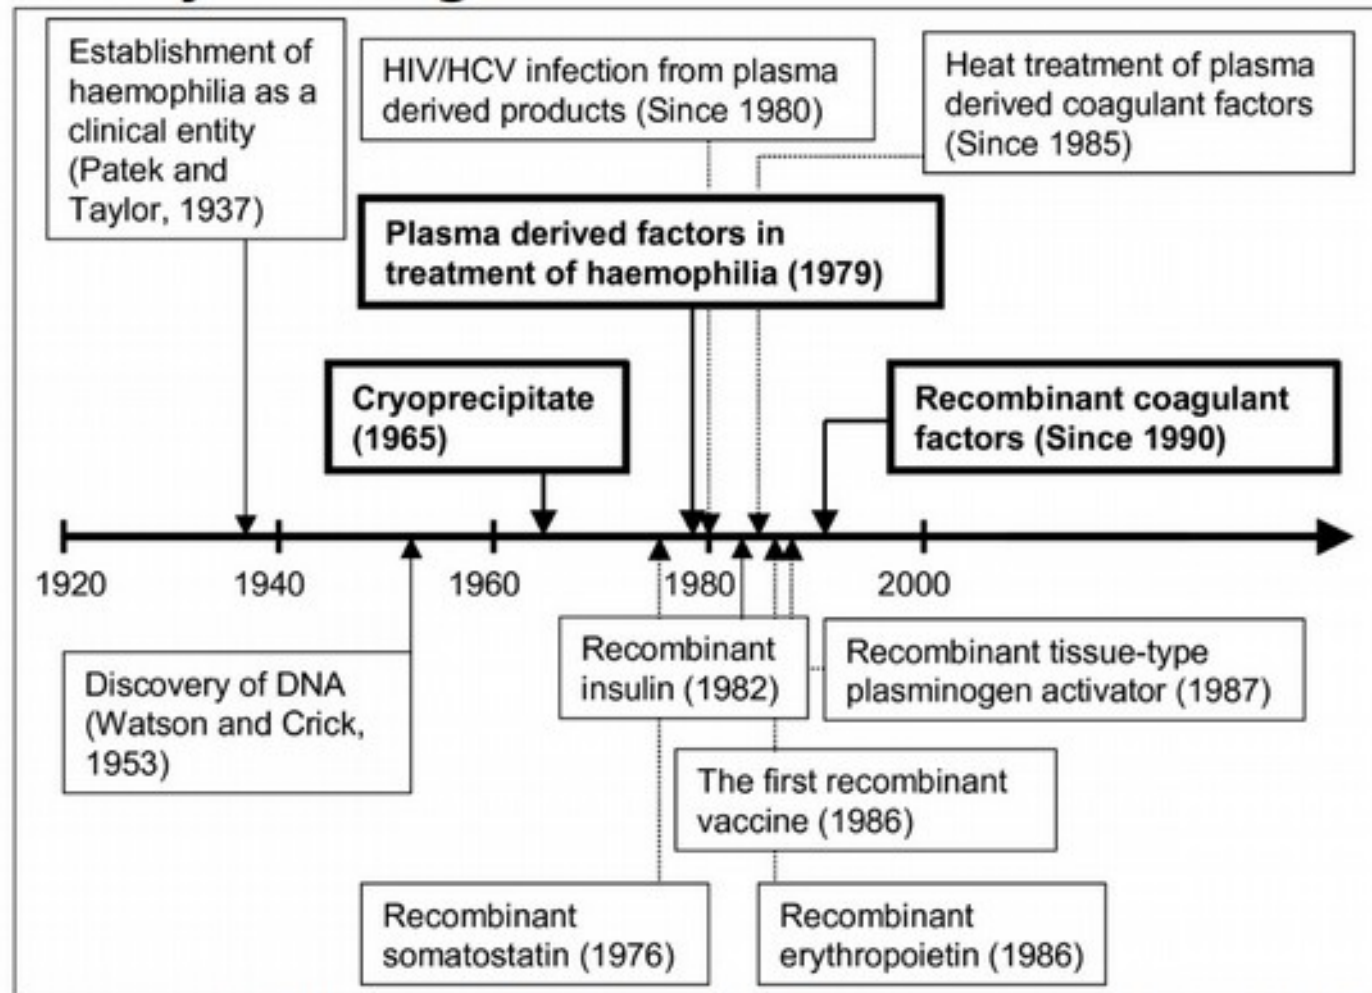 Establishment of
haemophilia as a
clinical entity
(Patek and
Taylor, 1937)
HIV/HCV infection from plasma
derived products (Since 1980)
Heat treatment of plasma
derived coagulant factors
(Since 1985)
Plasma derived factors in
treatment of haemophilia (1979)
Cryoprecipitate
(1965)
Recombinant coagulant
factors (Since 1990)
1920
1940
1960
1980
2000
Discovery of DNA
(Watson and Crick,
1953)
Recombinant
insulin (1982)
Recombinant tissue-type
plasminogen activator (1987)
The first recombinant
vaccine (1986)
Recombinant
somatostatin (1976)
Recombinant
erythropoietin (1986)